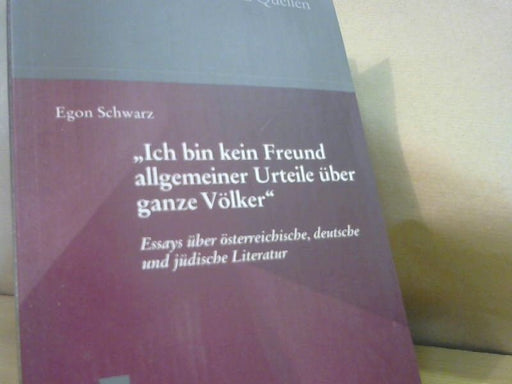 Quellen
Egon Schwarz
„Ich bin kein Freund
allgemeiner Urteile über
ganze Völker“
Essays über österreichische, deutsche
und jüdische Literatur